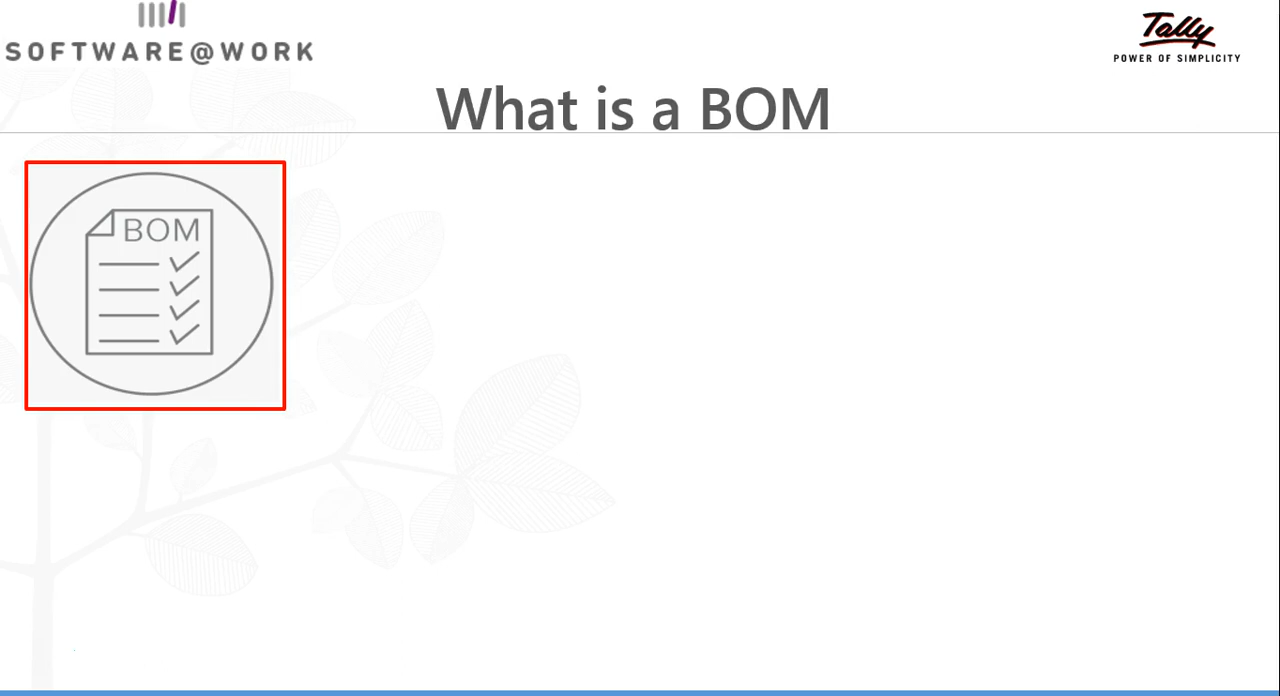 SOFTWARE@WORK
Tally
POWER OF SIMPLICITY
What is a BOM
BOM